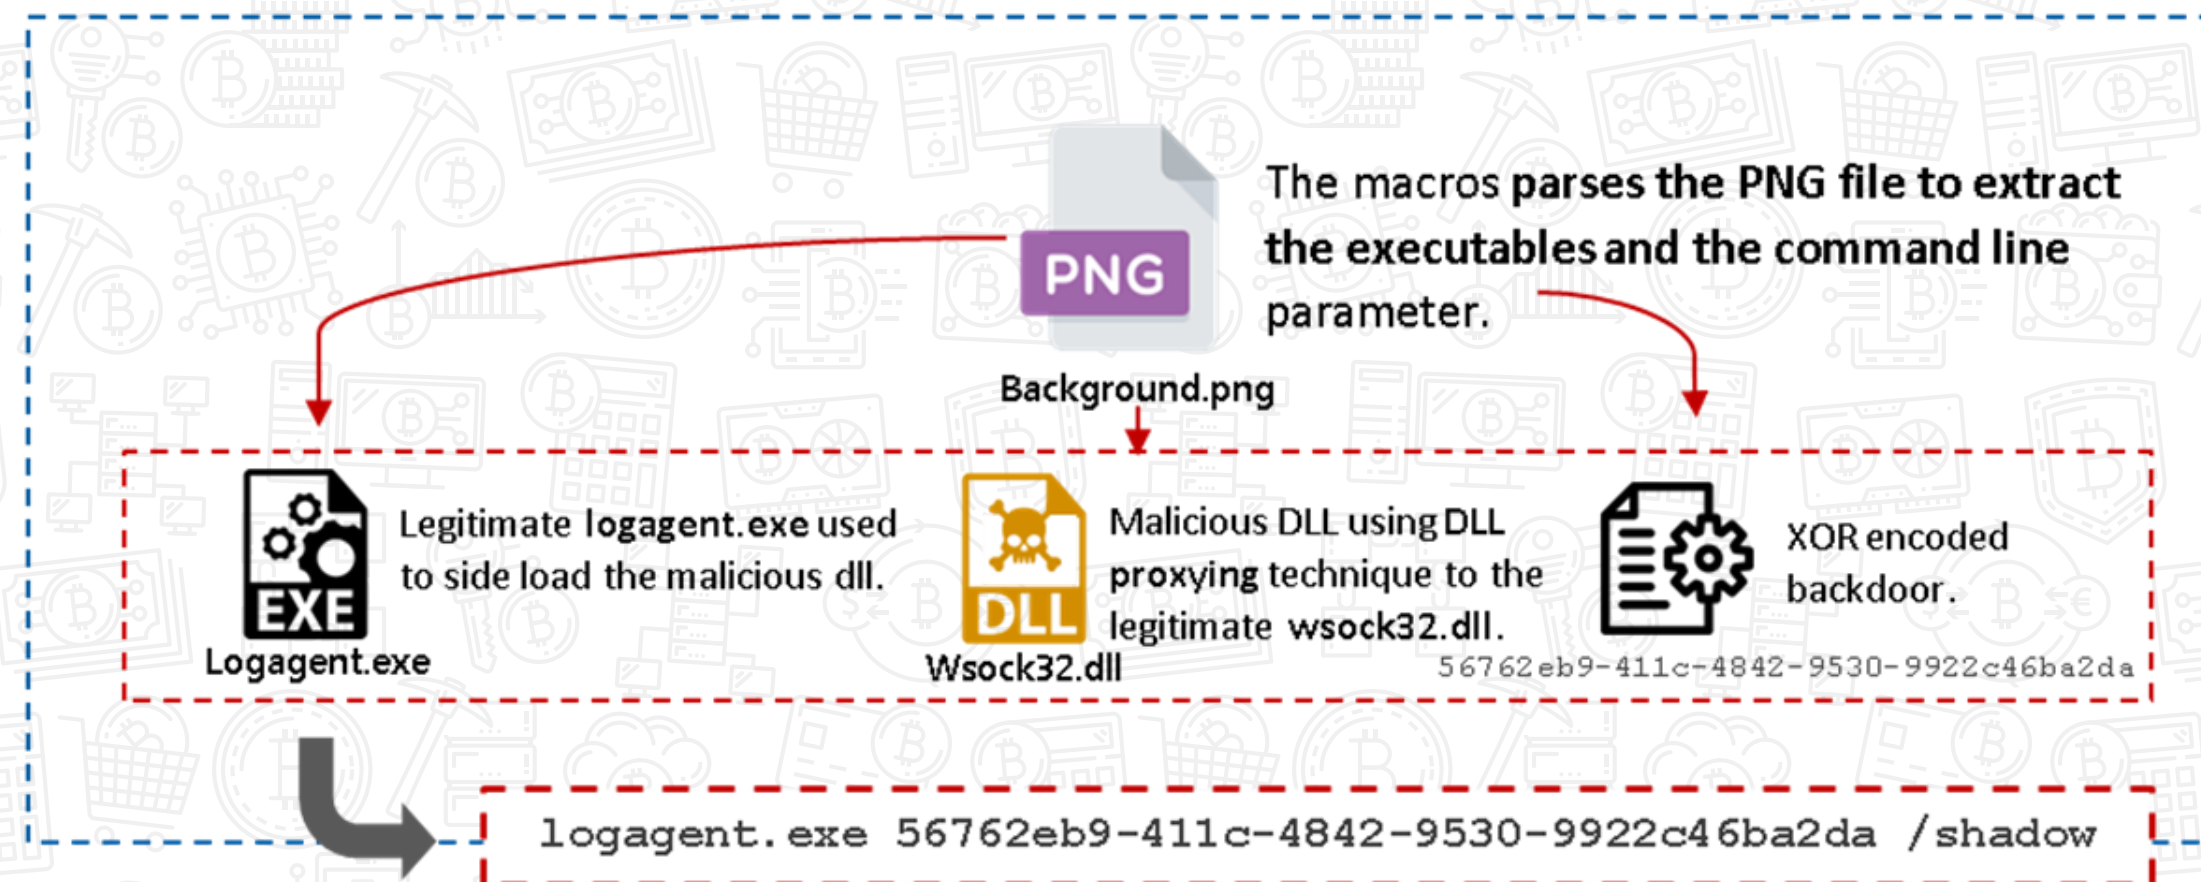 The macros parses the PNG file to extract
the executables and the command line
parameter.
PNG
Background.png
EXE
Legitimate logagent.exe used
to side load the malicious dll.
Logagent.exe
DLL
Malicious DLL using DLL
proxying technique to the
legitimate wsock32.dll.
Wsock32.dll
XOR encoded
backdoor.
56762eb9-411c-4842-9530-9922c46ba2da
logagent.exe 56762eb9-411c-4842-9530-9922c46ba2da /shadow